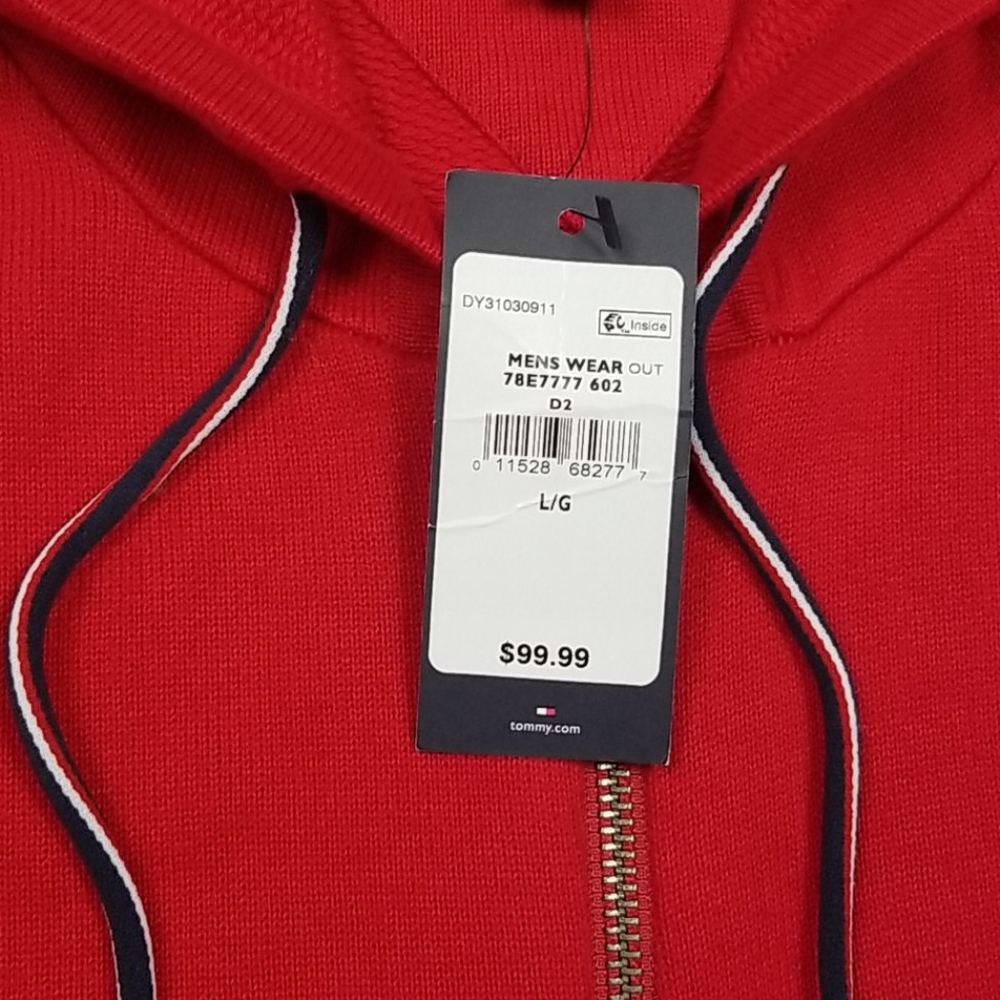 DY31030911
Inside
MENS WEAR OUT
78E7777 602
D2
0 11528 68277 7
L/G
$99.99
tommy.com